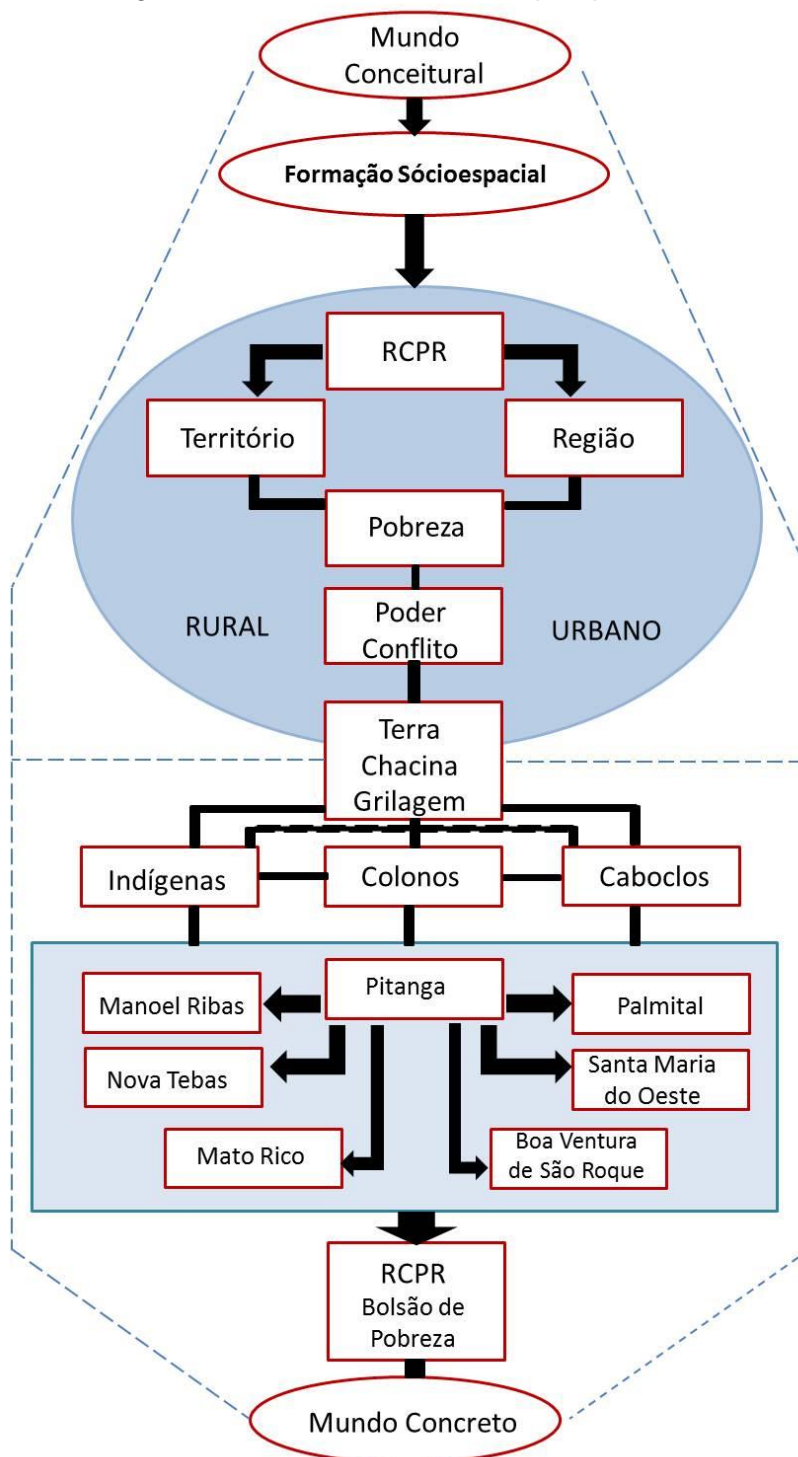 Mundo
Conceitural
Formação Sócioespacial
RCPR
Território
Região
Pobreza
RURAL
Poder
Conflito
URBANO
Terra
Chacina
Grilagem
Indígenas
Colonos
Caboclos
Pitanga
Manoel Ribas
Palmital
Nova Tebas
Santa Maria
do Oeste
Mato Rico
Boa Ventura
de São Roque
RCPR
Bolsão de
Pobreza
Mundo Concreto